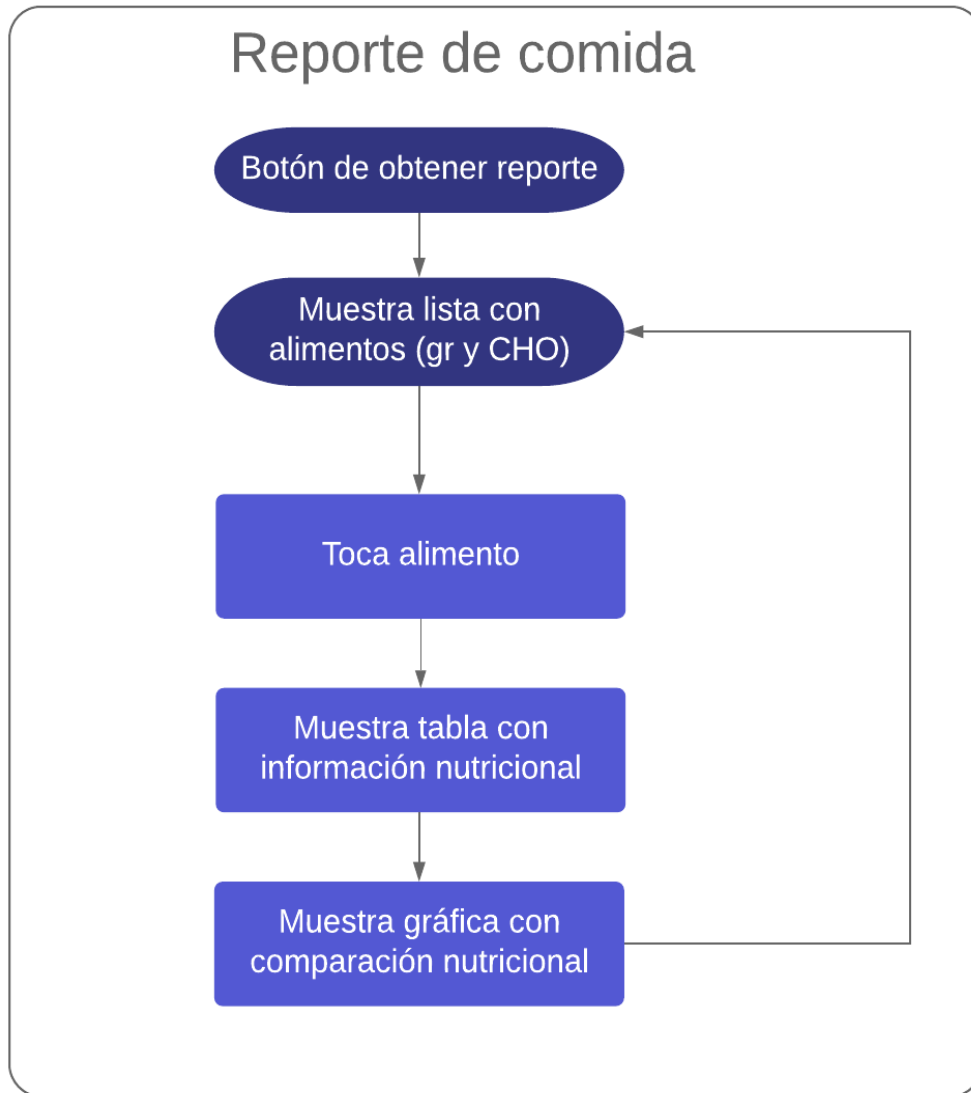 Reporte de comida
Botón de obtener reporte
Muestra lista con
alimentos (gr y CHO)
Toca alimento
Muestra tabla con
información nutricional
Muestra gráfica con
comparación nutricional